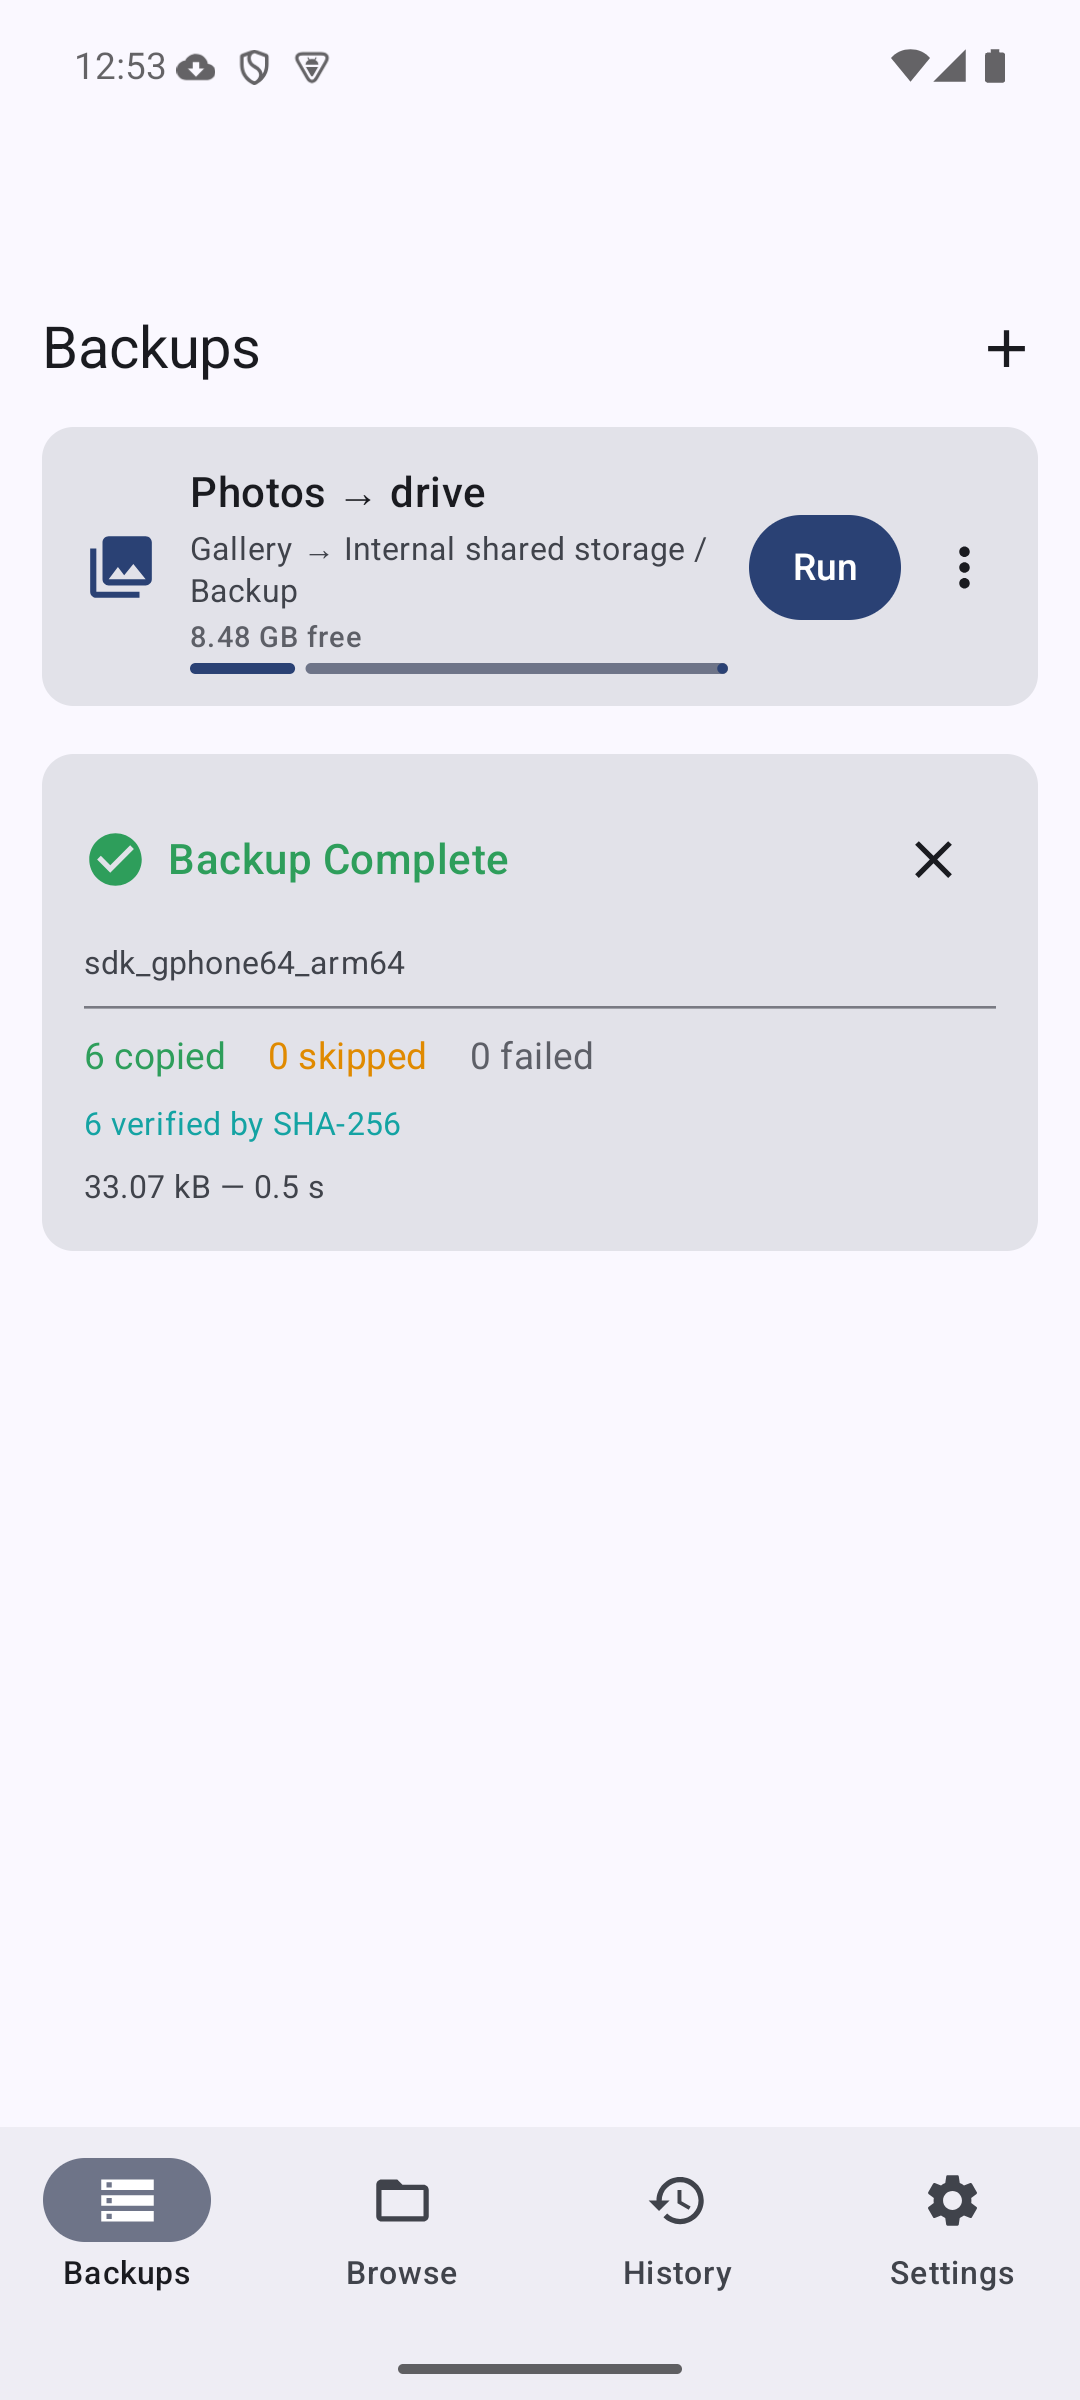 12:53
Backups
Photos → drive
Gallery → Internal shared storage /
Backup
8.48 GB free
Run
Backup Complete
sdk_gphone64_arm64
6 copied 0 skipped 0 failed
6 verified by SHA-256
33.07 kB — 0.5 s
Backups Browse History Settings